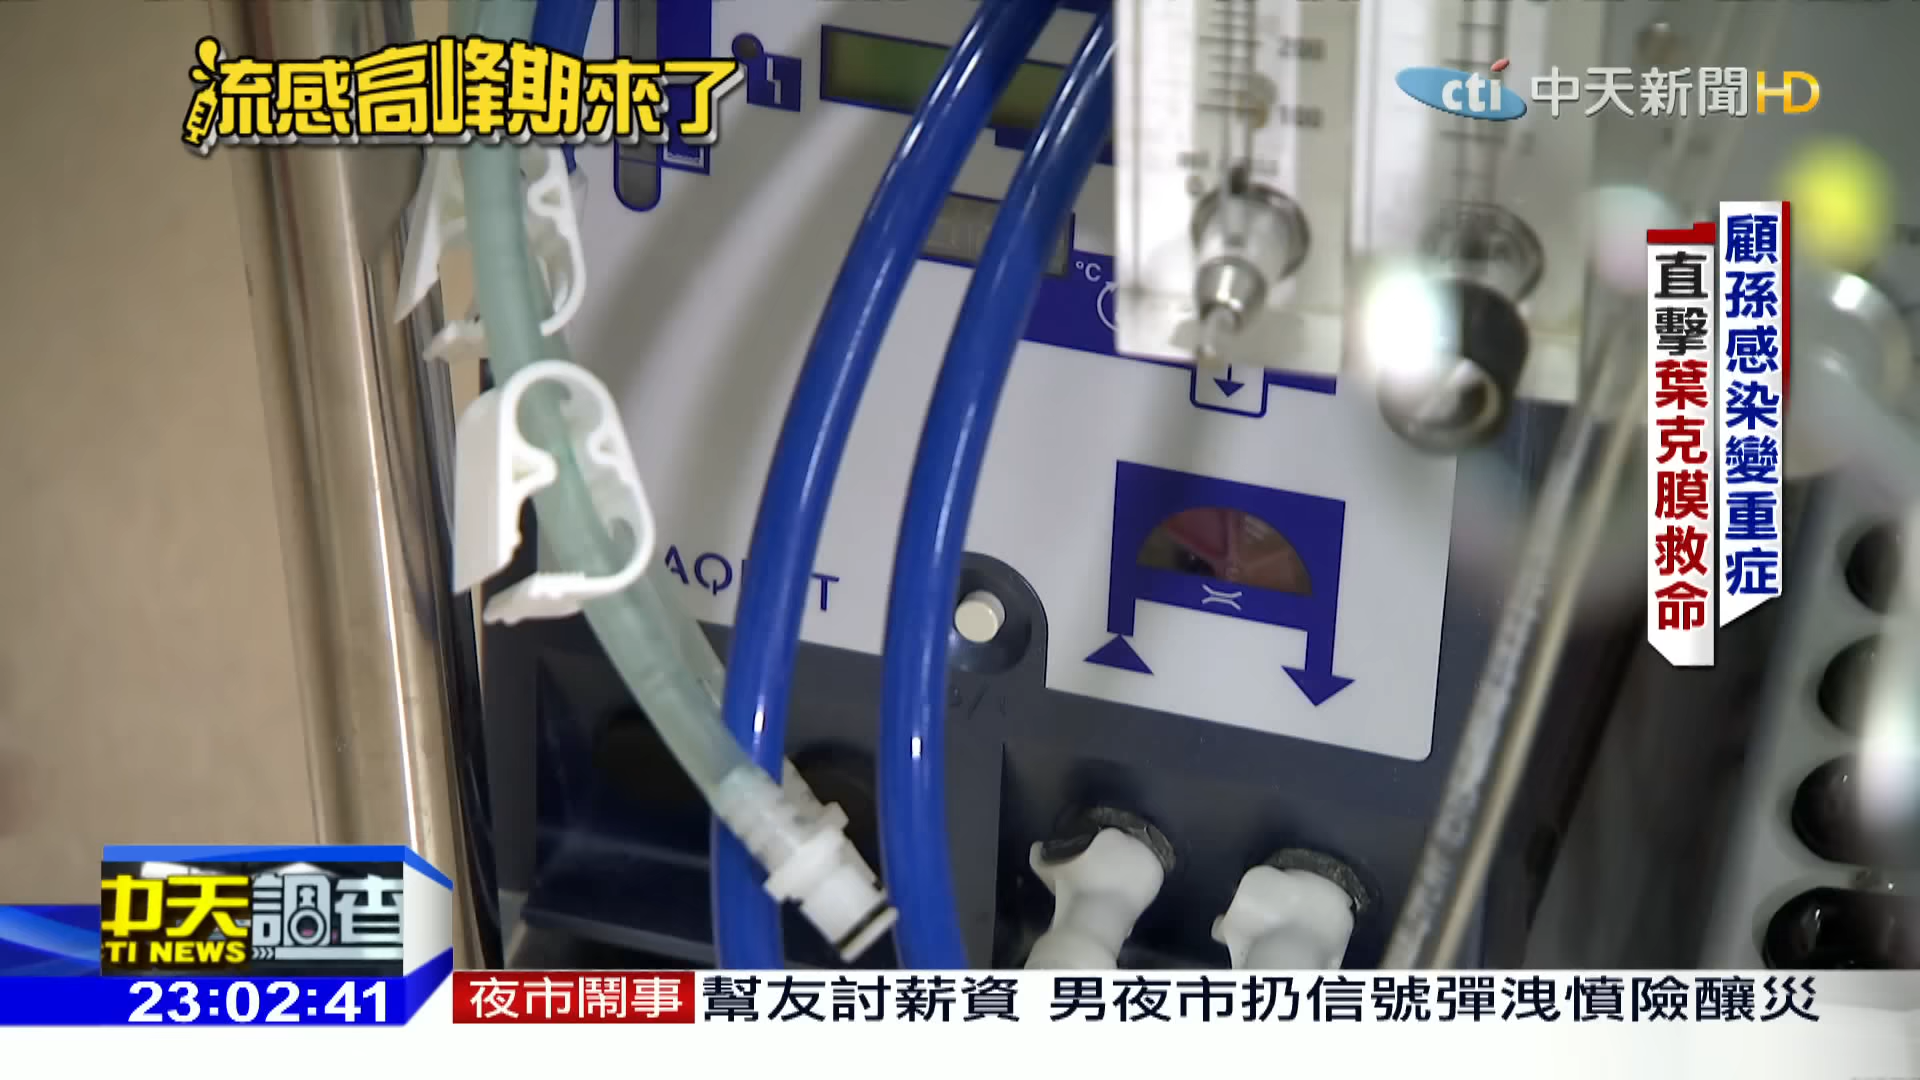 流感高峰期來了
cti 中天新聞HD
顧孫感染變重症
直擊葉克膜救命
200
100
°C
中天調查
CTI NEWS
23:02:41
夜市鬧事 幫友討薪資 男夜市扔信號彈洩憤險釀災